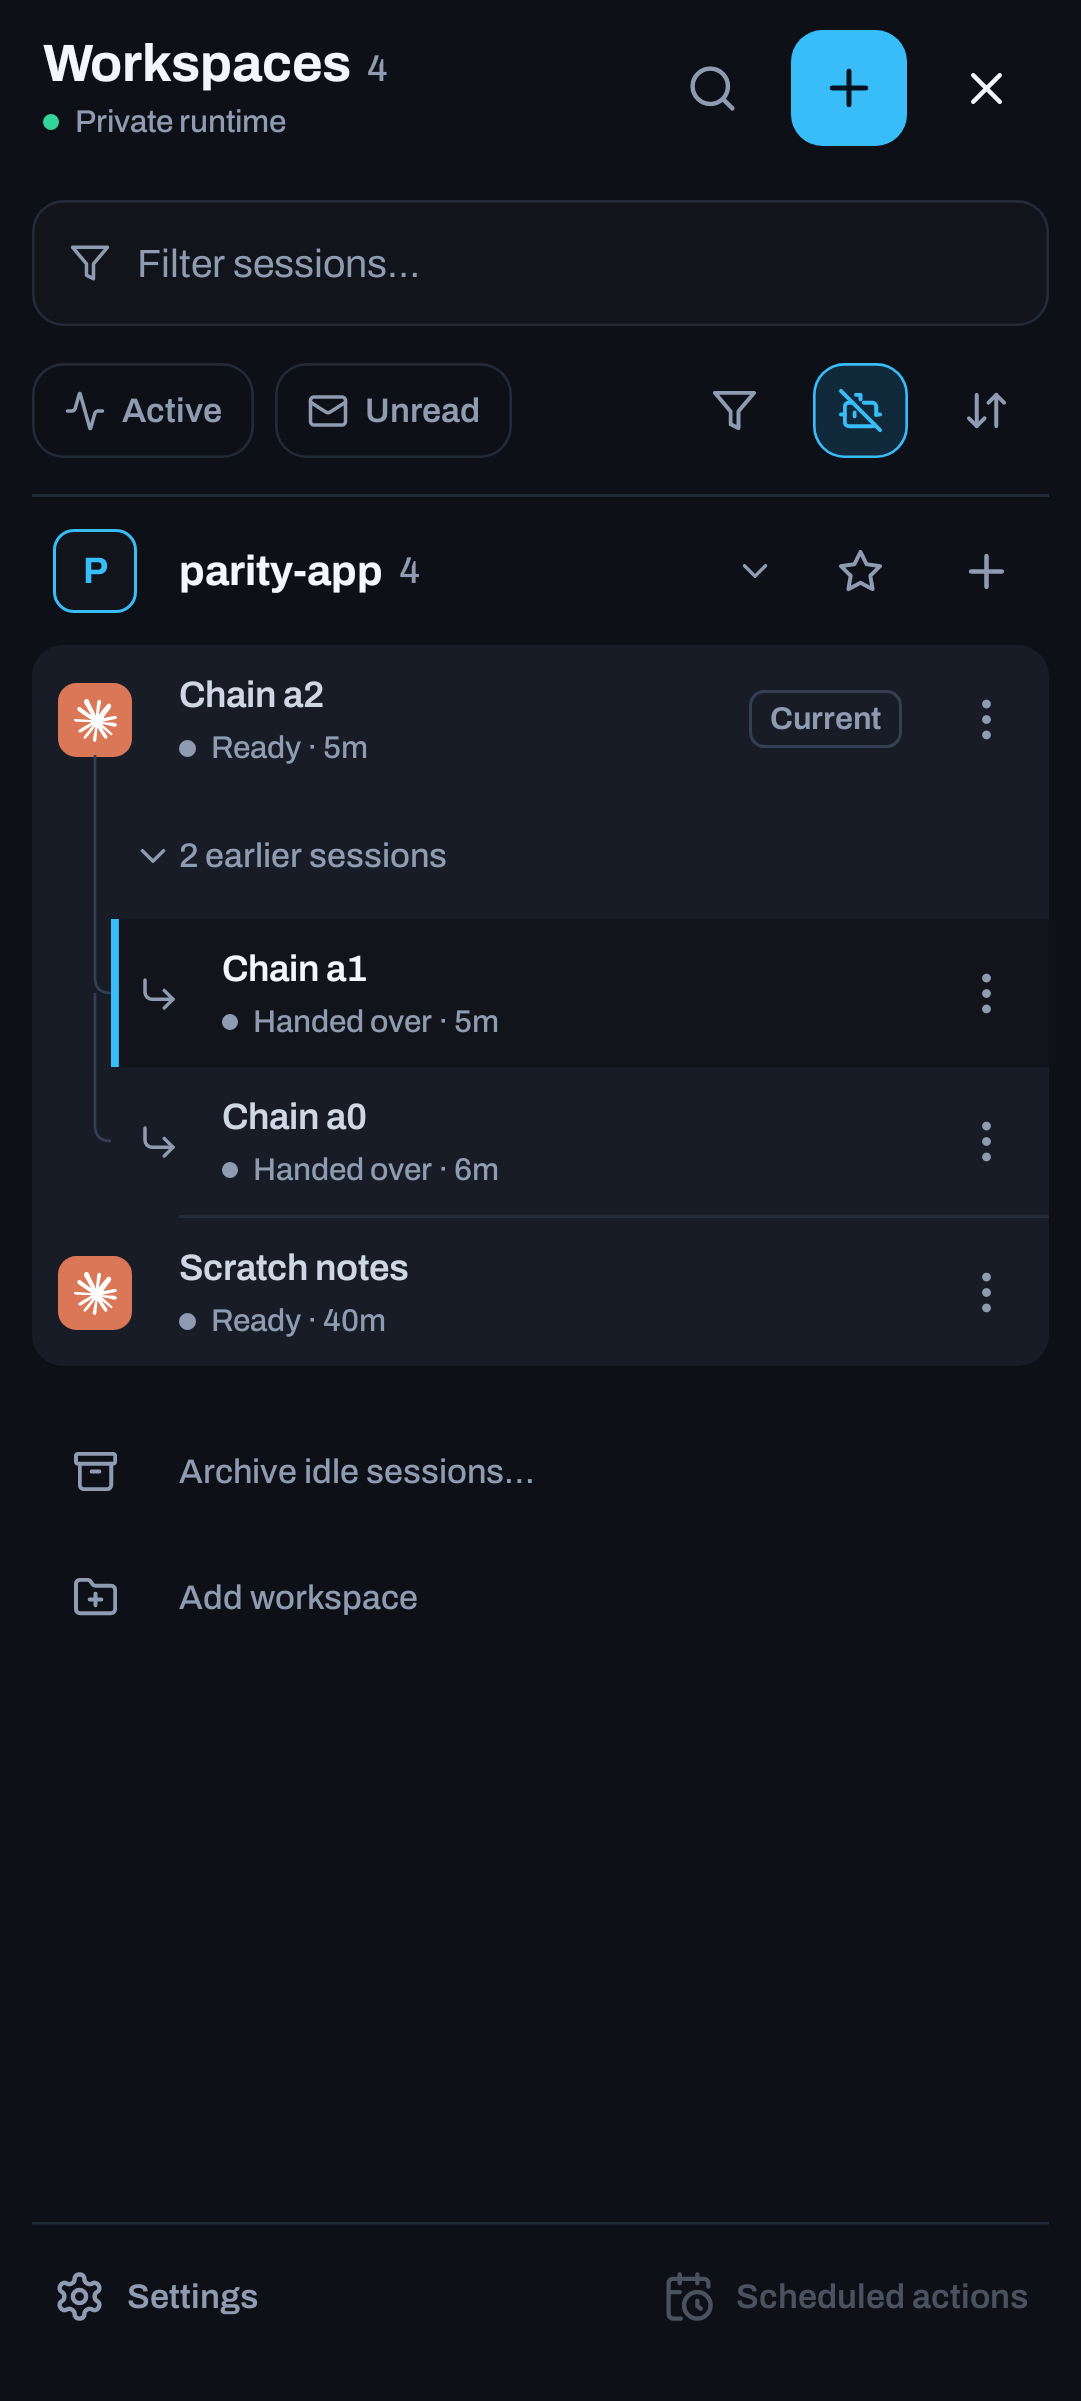 Workspaces 4
Private runtime
Filter sessions...
Active
Unread
P
parity-app 4
Chain a2
Ready · 5m
Current
2 earlier sessions
Chain a1
Handed over · 5m
Chain a0
Handed over · 6m
Scratch notes
Ready · 40m
Archive idle sessions...
Add workspace
Settings
Scheduled actions